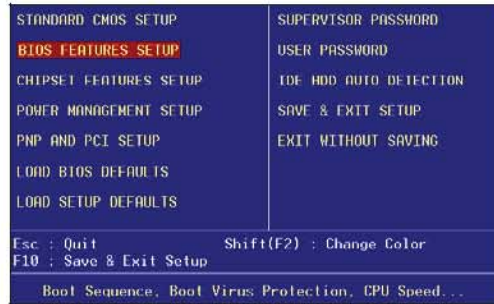 STANDARD CMOS SETUP
BIOS FEATURES SETUP
CHIPSET FEATURES SETUP
POWER MANAGEMENT SETUP
PNP AND PCI SETUP
LOAD BIOS DEFAULTS
LOAD SETUP DEFAULTS
SUPERVISOR PASSWORD
USER PASSWORD
IDE HDD AUTO DETECTION
SAVE & EXIT SETUP
EXIT WITHOUT SAVING
Esc : Quit
Shift(F2) : Change Color
F10 : Save & Exit Setup
Boot Sequence, Boot Virus Protection, CPU Speed...